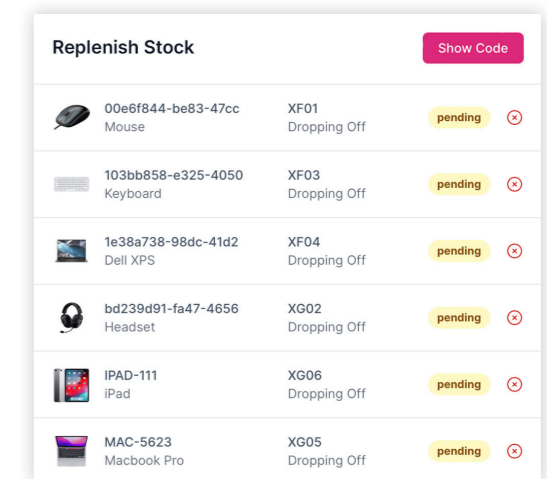 Replenish Stock
Show Code
00e6f844-be83-47cc
Mouse
XF01
Dropping Off
pending
103bb858-e325-4050
Keyboard
XF03
Dropping Off
pending
1e38a738-98dc-41d2
Dell XPS
XF04
Dropping Off
pending
bd239d91-fa47-4656
Headset
XG02
Dropping Off
pending
IPAD-111
iPad
XG06
Dropping Off
pending
MAC-5623
Macbook Pro
XG05
Dropping Off
pending